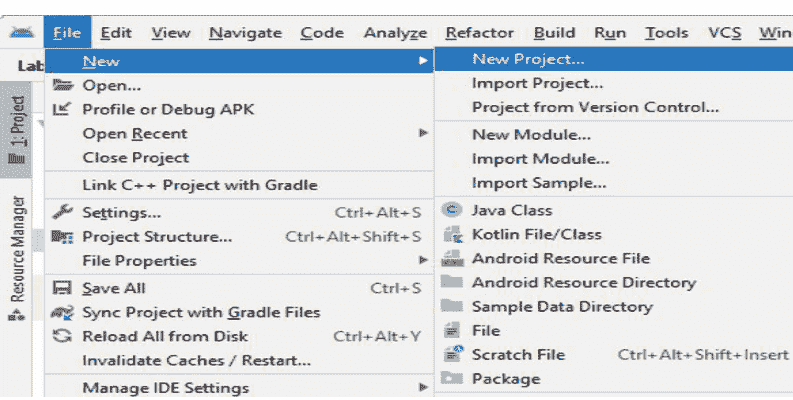 File Edit View Navigate Code Analyze Refactor Build Run Tools VCS Win
Lab
1: Project
Resource Manager
New
Open...
Profile or Debug APK
Open Recent
Close Project
Link C++ Project with Gradle
Settings... Ctrl+Alt+S
Project Structure... Ctrl+Alt+Shift+S
File Properties
Save All Ctrl+S
Sync Project with Gradle Files
Reload All from Disk Ctrl+Alt+Y
Invalidate Caches / Restart...
Manage IDE Settings
New Project...
Import Project...
Project from Version Control...
New Module...
Import Module...
Import Sample...
Java Class
Kotlin File/Class
Android Resource File
Android Resource Directory
Sample Data Directory
File
Scratch File Ctrl+Alt+Shift+Insert
Package